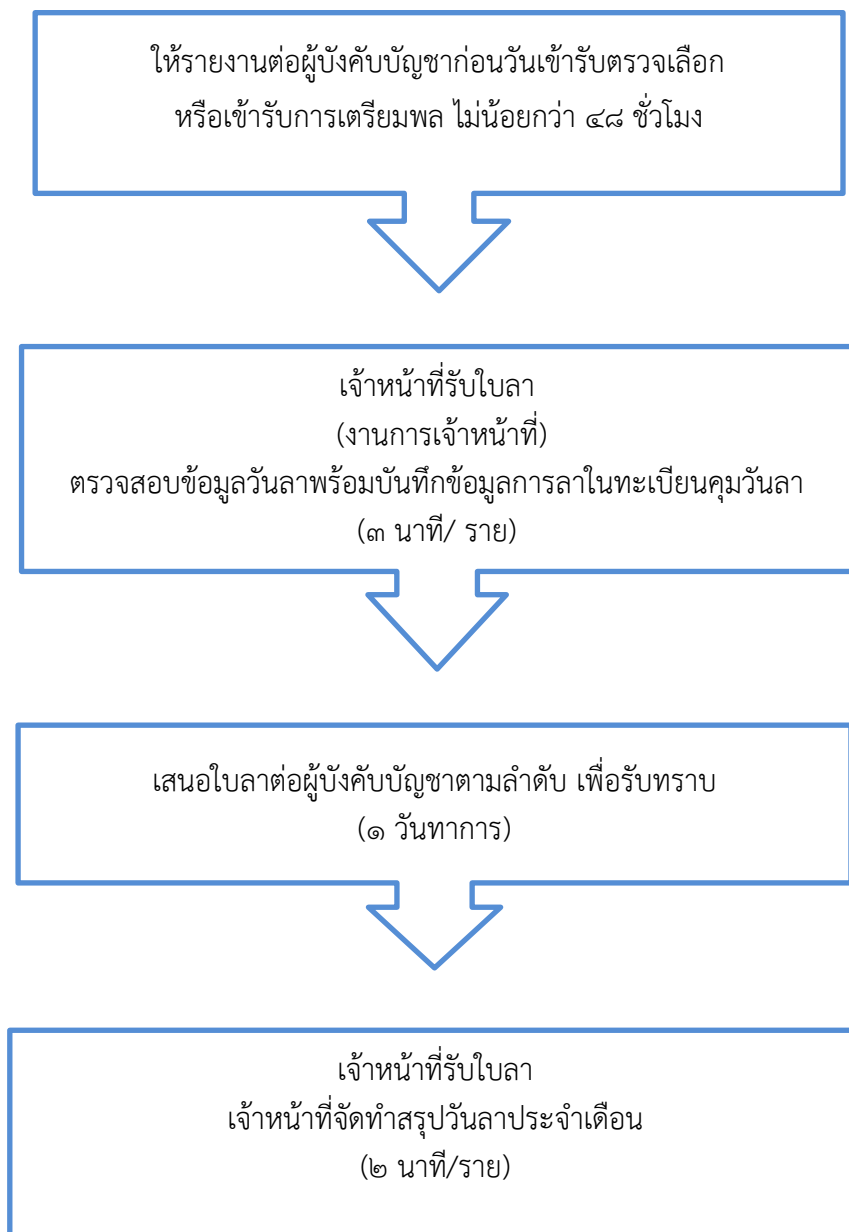 ให้รายงานต่อผู้บังคับบัญชาก่อนวันเข้ารับตรวจเลือก
หรือเข้ารับการเตรียมพล ไม่น้อยกว่า ๔๘ ชั่วโมง
เจ้าหน้าที่รับใบลา
(งานการเจ้าหน้าที่)
ตรวจสอบข้อมูลวันลาพร้อมบันทึกข้อมูลการลาในทะเบียนคุมวันลา
(๓ นาที/ ราย)
เสนอใบลาต่อผู้บังคับบัญชาตามลำดับ เพื่อรับทราบ
(๑ วันทาการ)
เจ้าหน้าที่รับใบลา
เจ้าหน้าที่จัดทำสรุปวันลาประจำเดือน
(๒ นาที/ราย)